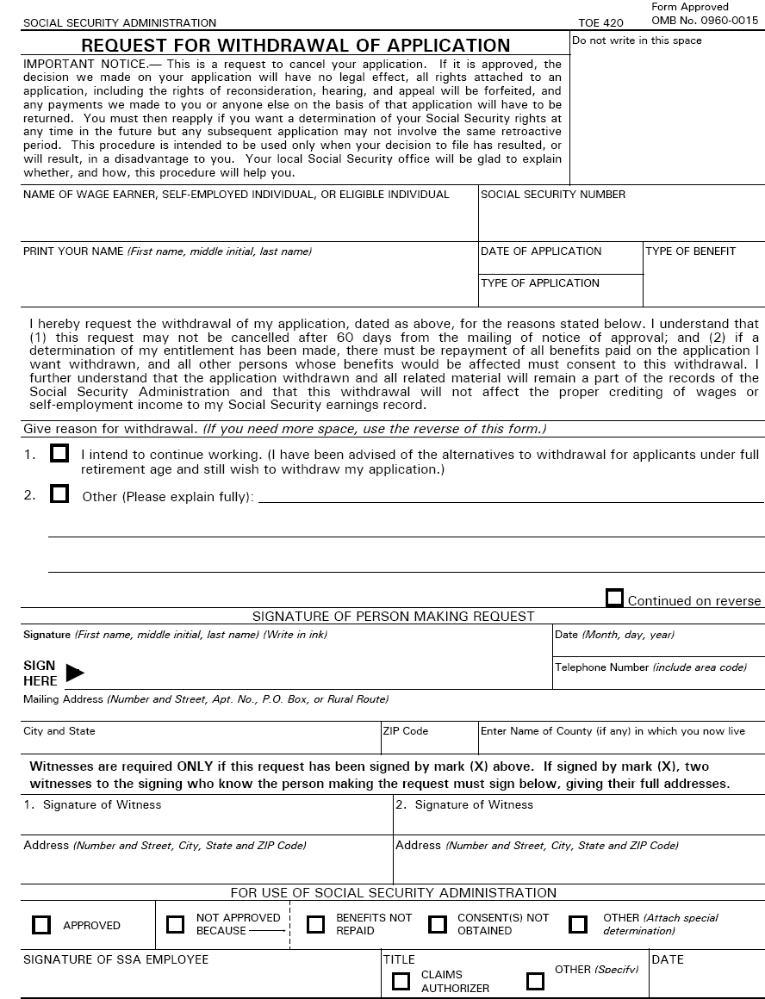 Form Approved
SOCIAL SECURITY ADMINISTRATION TOE 420 OMB No. 0960-0015
REQUEST FOR WITHDRAWAL OF APPLICATION
Do not write in this space
IMPORTANT NOTICE.— This is a request to cancel your application. If it is approved, the
decision we made on your application will have no legal effect, all rights attached to an
application, including the rights of reconsideration, hearing, and appeal will be forfeited, and
any payments we made to you or anyone else on the basis of that application will have to be
returned. You must then reapply if you want a determination of your Social Security rights at
any time in the future but any subsequent application may not involve the same retroactive
period. This procedure is intended to be used only when your decision to file has resulted, or
will result, in a disadvantage to you. Your local Social Security office will be glad to explain
whether, and how, this procedure will help you.
NAME OF WAGE EARNER, SELF-EMPLOYED INDIVIDUAL, OR ELIGIBLE INDIVIDUAL
SOCIAL SECURITY NUMBER
PRINT YOUR NAME (First name, middle initial, last name)
DATE OF APPLICATION
TYPE OF BENEFIT
TYPE OF APPLICATION
I hereby request the withdrawal of my application, dated as above, for the reasons stated below. I understand that
(1) this request may not be cancelled after 60 days from the mailing of notice of approval; and (2) if a
determination of my entitlement has been made, there must be repayment of all benefits paid on the application I
want withdrawn, and all other persons whose benefits would be affected must consent to this withdrawal. I
further understand that the application withdrawn and all related material will remain a part of the records of the
Social Security Administration and that this withdrawal will not affect the proper crediting of wages or
self-employment income to my Social Security earnings record.
Give reason for withdrawal. (If you need more space, use the reverse of this form.)
1. I intend to continue working. (I have been advised of the alternatives to withdrawal for applicants under full
retirement age and still wish to withdraw my application.)
2. Other (Please explain fully):
Continued on reverse
SIGNATURE OF PERSON MAKING REQUEST
Signature (First name, middle initial, last name) (Write in ink)
Date (Month, day, year)
SIGN
HERE
Telephone Number (include area code)
Mailing Address (Number and Street, Apt. No., P.O. Box, or Rural Route)
City and State
ZIP Code
Enter Name of County (if any) in which you now live
Witnesses are required ONLY if this request has been signed by mark (X) above. If signed by mark (X), two
witnesses to the signing who know the person making the request must sign below, giving their full addresses.
1. Signature of Witness
2. Signature of Witness
Address (Number and Street, City, State and ZIP Code)
Address (Number and Street, City, State and ZIP Code)
FOR USE OF SOCIAL SECURITY ADMINISTRATION
APPROVED
NOT APPROVED
BECAUSE
BENEFITS NOT
REPAID
CONSENT(S) NOT
OBTAINED
OTHER (Attach special
determination)
SIGNATURE OF SSA EMPLOYEE
TITLE
CLAIMS
AUTHORIZER
OTHER (Specify)
DATE